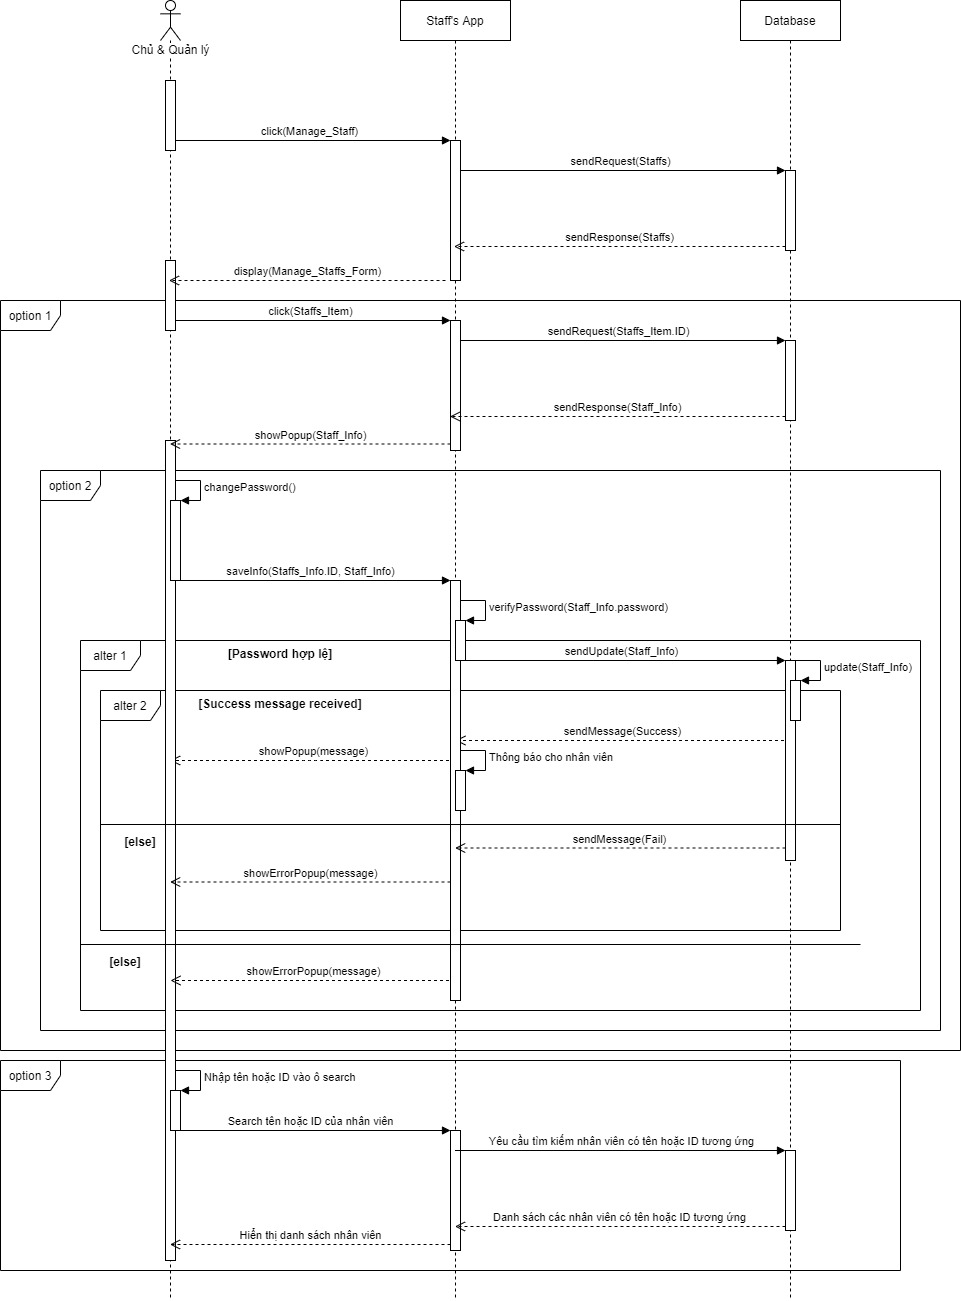 Staff's App
Database
Chủ & Quản lý
click(Manage_Staff)
sendRequest(Staffs)
sendResponse(Staffs)
display(Manage_Staffs_Form)
option 1
click(Staffs_Item)
sendRequest(Staffs_Item.ID)
sendResponse(Staff_Info)
showPopup(Staff_Info)
option 2
changePassword()
saveInfo(Staffs_Info.ID, Staff_Info)
verifyPassword(Staff_Info.password)
alter 1
[Password hợp lệ]
sendUpdate(Staff_Info)
update(Staff_Info)
alter 2
[Success message received]
sendMessage(Success)
showPopup(message)
Thông báo cho nhân viên
[else]
sendMessage(Fail)
showErrorPopup(message)
[else]
showErrorPopup(message)
option 3
Nhập tên hoặc ID vào ô search
Search tên hoặc ID của nhân viên
Yêu cầu tìm kiếm nhân viên có tên hoặc ID tương ứng
Danh sách các nhân viên có tên hoặc ID tương ứng
Hiển thị danh sách nhân viên